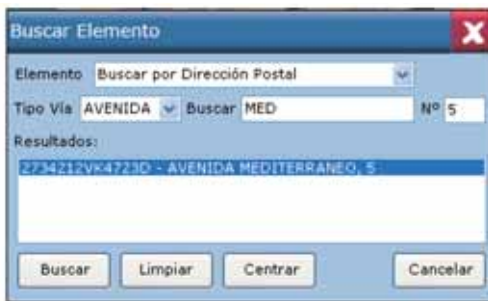 Buscar Elemento
Elemento Buscar por Dirección Postal
Tipo Vía AVENIDA Buscar MED Nº 5
Resultados:
2734212VK4723D - AVENIDA MEDITERRANEO, 5
Buscar Limpiar Centrar Cancelar